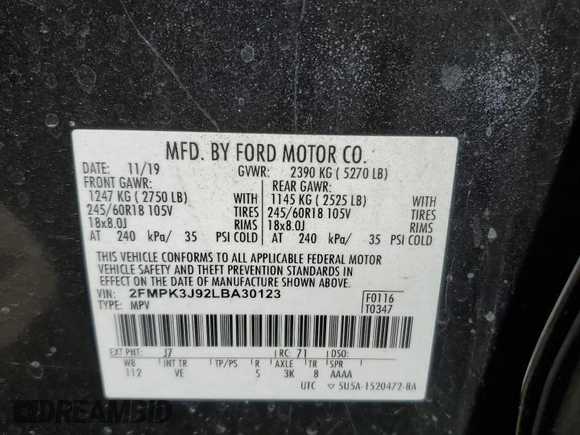 MFD. BY FORD MOTOR CO.
DATE: 11/19 GVWR: 2390 KG ( 5270 LB)
FRONT GAWR: REAR GAWR:
1247 KG ( 2750 LB) WITH 1145 KG ( 2525 LB) WITH
245/60R18 105V TIRES 245/60R18 105V TIRES
18x8.0J RIMS 18x8.0J RIMS
AT 240 kPa/ 35 PSI COLD AT 240 kPa/ 35 PSI COLD
THIS VEHICLE CONFORMS TO ALL APPLICABLE FEDERAL MOTOR
VEHICLE SAFETY, BUMPER, AND THEFT PREVENTION STANDARDS IN
EFFECT ON THE DATE OF MANUFACTURE SHOWN ABOVE.
VIN: 2FMPK3J92LBA30123 F0116
TYPE: MPV T0347
EXT PNT: J7 RC: 71
WB INT TR TP/PS R AXLE TR SPR
112 VE S 3K 8 AAAA
UTC ▽ 5U5A-1520472-BA
DREAMBID